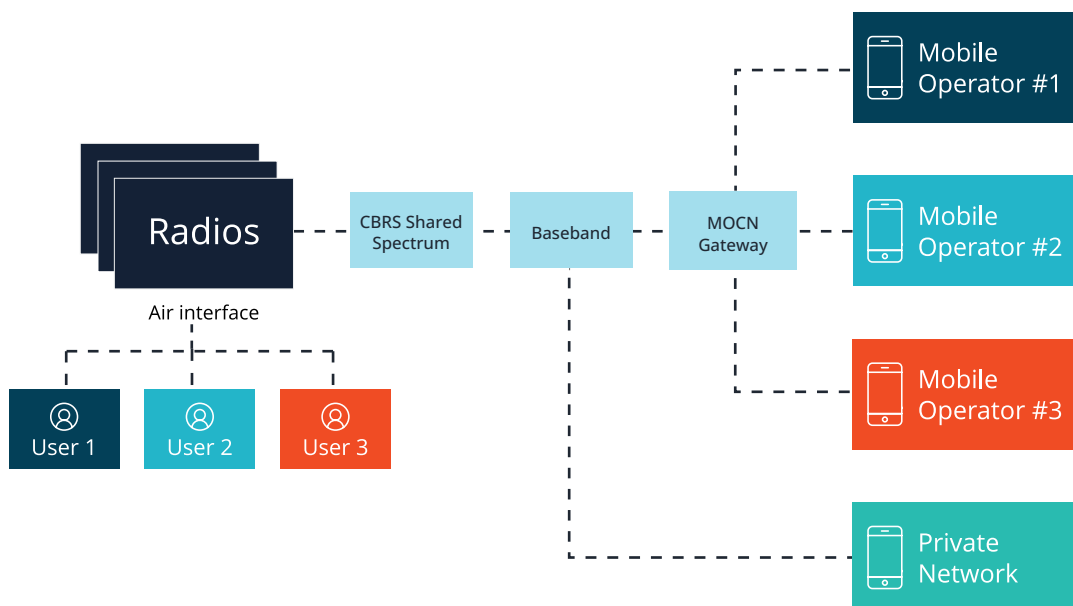 Radios
Air interface
User 1
User 2
User 3
CBRS Shared
Spectrum
Baseband
MOCN
Gateway
Mobile
Operator #1
Mobile
Operator #2
Mobile
Operator #3
Private
Network